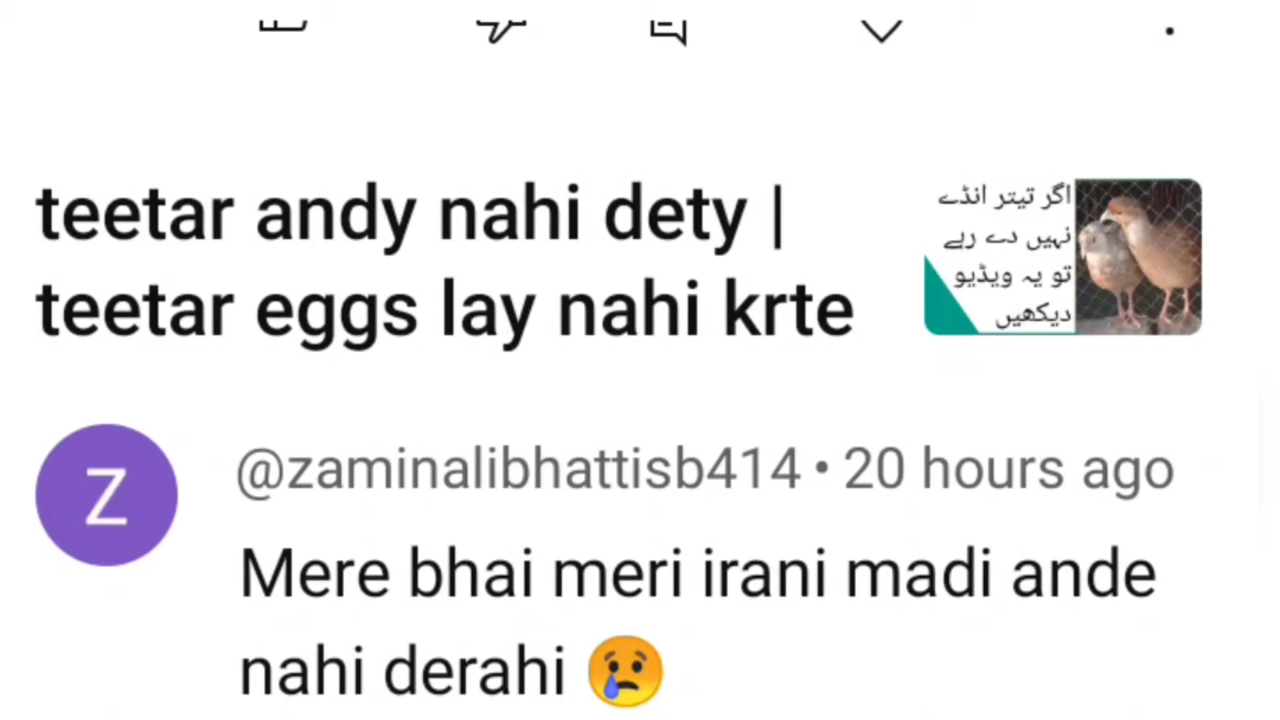 teetar andy nahi dety |
teetar eggs lay nahi krte
اگر تیتر انڈے
نہیں دے رہے
تو یہ ویڈیو
دیکھیں
Z
@zaminalibhattisb414 • 20 hours ago
Mere bhai meri irani madi ande
nahi derahi 😢